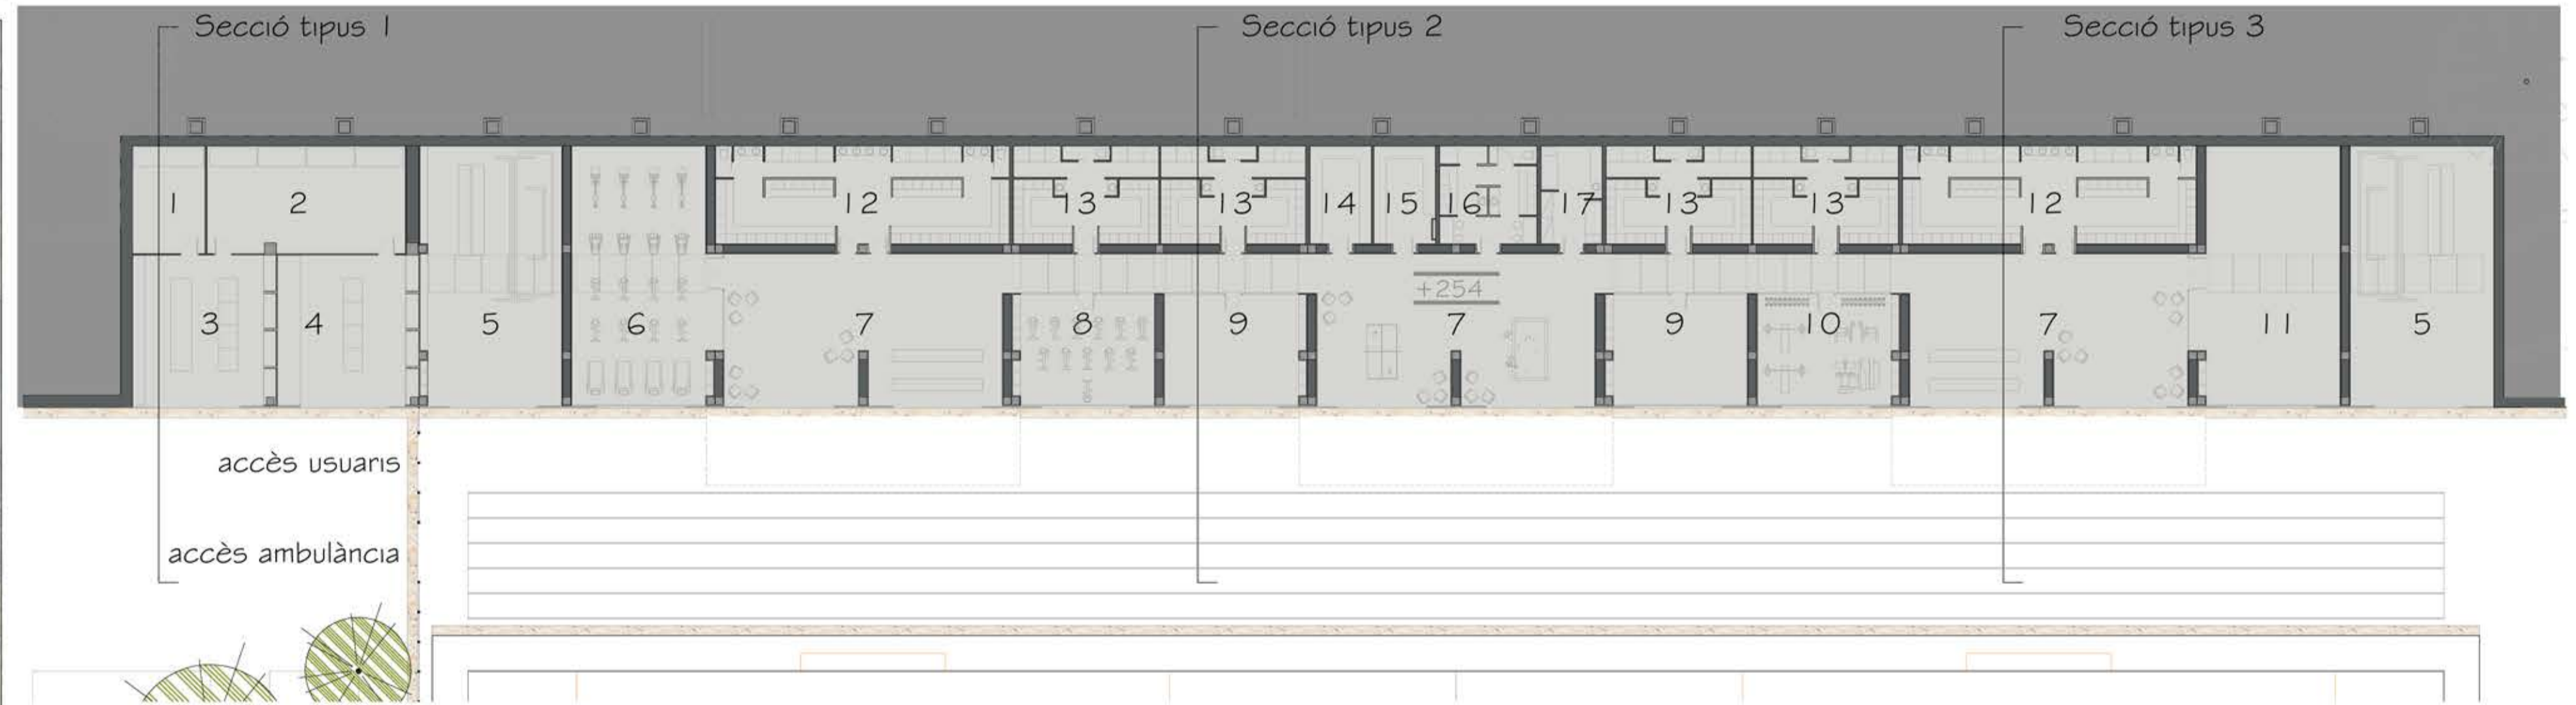 Secció tipus 1
Secció tipus 2
Secció tipus 3
1 2 12 13 13 14 15 16 17 13 13 12
+254
3 4 5 6 7 8 9 7 9 10 7 11 5
accès usuaris
accès ambulància